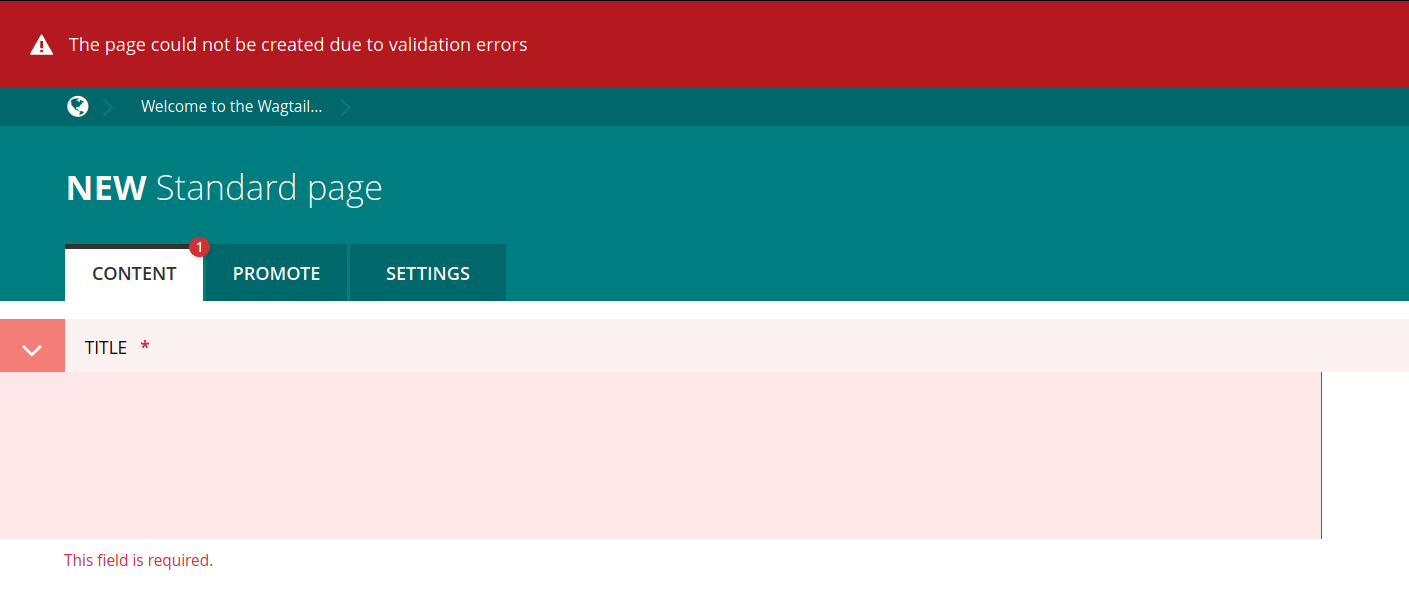 The page could not be created due to validation errors
Welcome to the Wagtail...
NEW Standard page
1
CONTENT PROMOTE SETTINGS
TITLE *
This field is required.